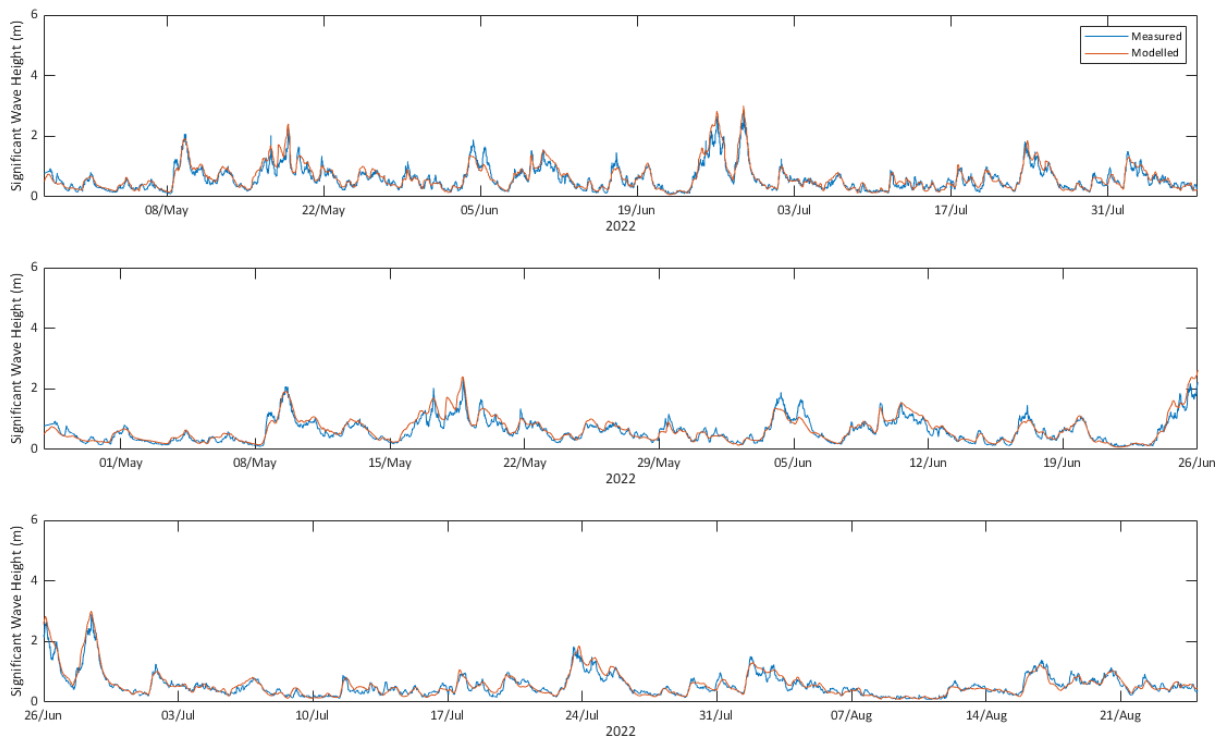 6
4
2
0
Significant Wave Height (m)
Measured
Modelled
08/May 22/May 05/Jun 19/Jun 03/Jul 17/Jul 31/Jul
2022
6
4
2
0
Significant Wave Height (m)
01/May 08/May 15/May 22/May 29/May 05/Jun 12/Jun 19/Jun 26/Jun
2022
6
4
2
0
Significant Wave Height (m)
26/Jun 03/Jul 10/Jul 17/Jul 24/Jul 31/Jul 07/Aug 14/Aug 21/Aug
2022